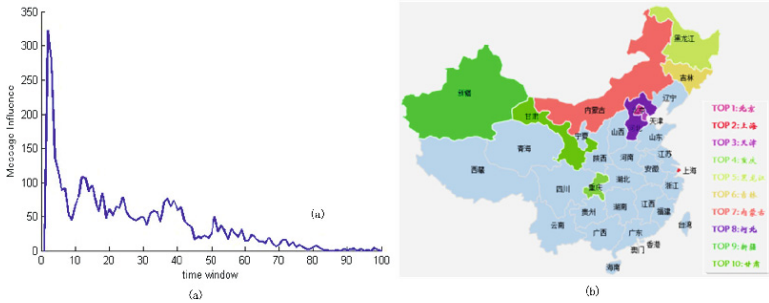 350
300
250
200
150
100
50
0
Message Influence
0 10 20 30 40 50 60 70 80 90 100
time window
(a)
(a)
黑龙江
吉林
辽宁
新疆
甘肃
内蒙古
天津
宁夏
山西
山东
青海
陕西
河南
江苏
西藏
安徽
上海
四川
重庆
湖北
浙江
贵州
湖南
江西
福建
云南
广西
广东
台湾
香港
澳门
海南
TOP 1:北京
TOP 2:上海
TOP 3:天津
TOP 4:重庆
TOP 5:黑龙江
TOP 6:吉林
TOP 7:内蒙古
TOP 8:河北
TOP 9:新疆
TOP 10:甘肃
(b)